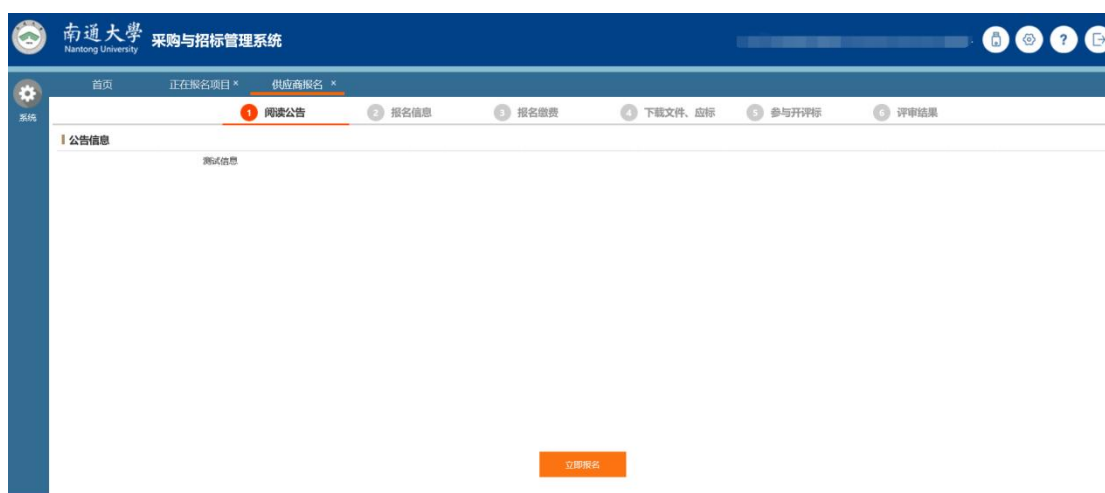 南通大學
Nantong University
采购与招标管理系统
?
首页 正在报名项目 × 供应商报名 ×
系统
1 阅读公告 2 报名信息 3 报名缴费 4 下载文件、应标 5 参与开评标 6 评审结果
公告信息
测试信息
立即报名